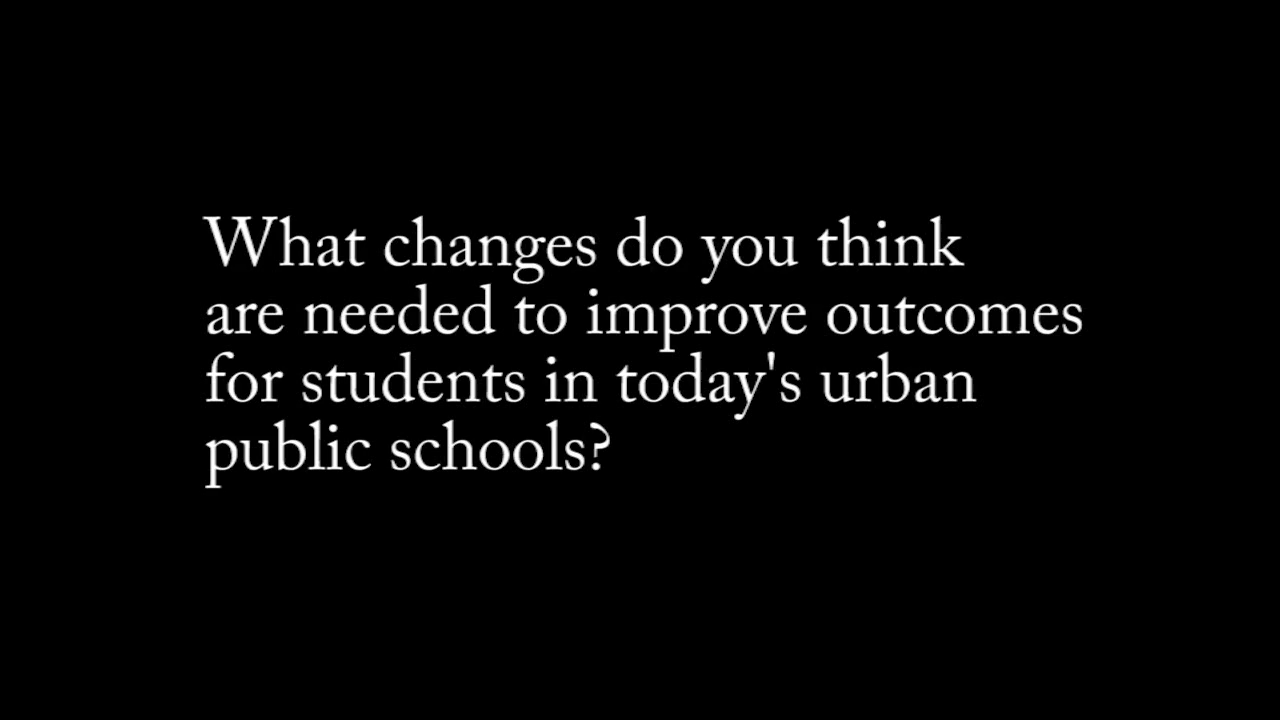 What changes do you think
are needed to improve outcomes
for students in today's urban
public schools?